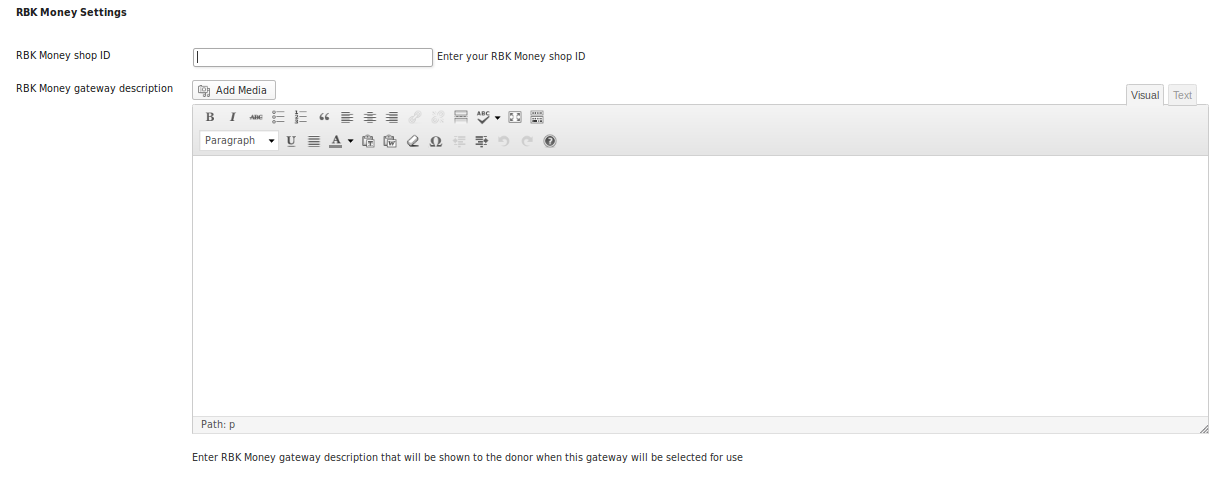 RBK Money Settings
RBK Money shop ID Enter your RBK Money shop ID
RBK Money gateway description Add Media Visual Text
B I ABC ABC
Paragraph U A T W Ω ?
Path: p
Enter RBK Money gateway description that will be shown to the donor when this gateway will be selected for use